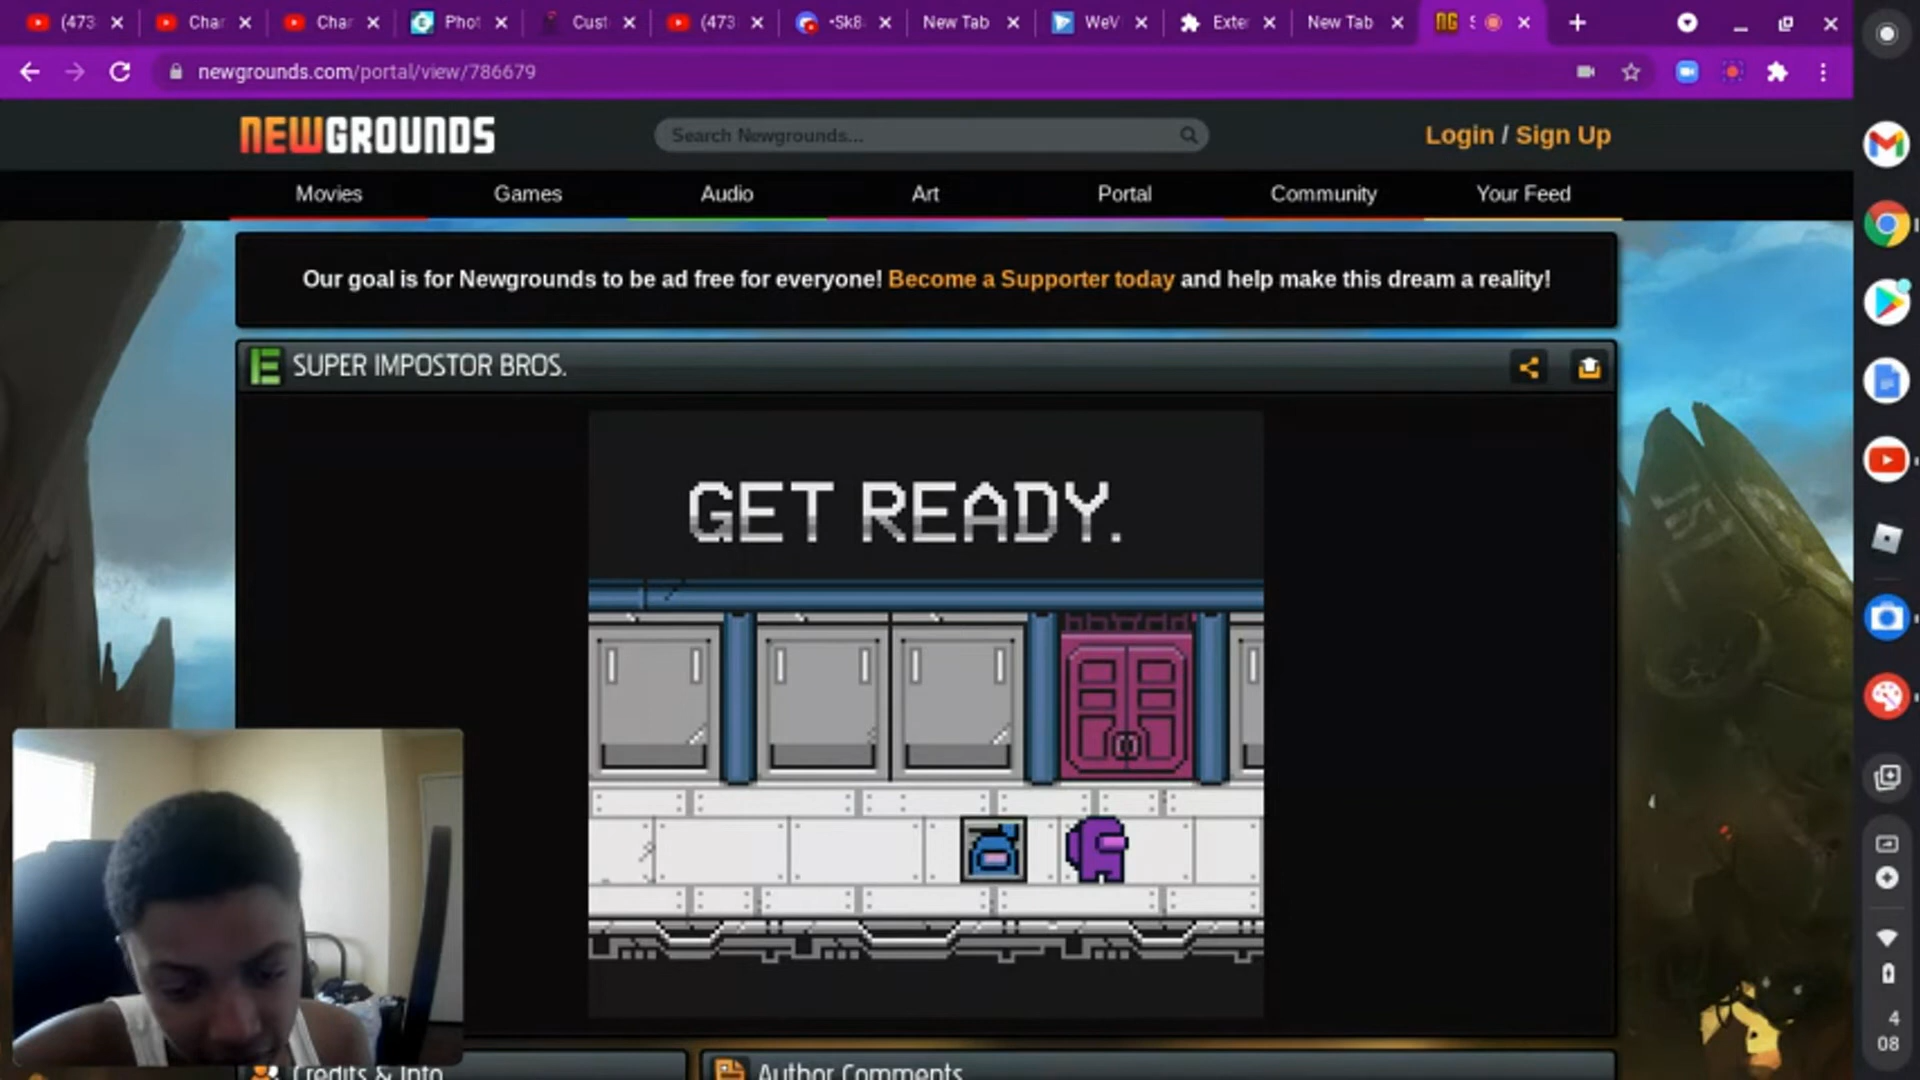 (473
Char
Char
Phot
Cust
(473
•Sk8
New Tab
WeV
Exter
New Tab
newgrounds.com/portal/view/786679
NEWGROUNDS
Search Newgrounds...
Login / Sign Up
Movies
Games
Audio
Art
Portal
Community
Your Feed
Our goal is for Newgrounds to be ad free for everyone! Become a Supporter today and help make this dream a reality!
E SUPER IMPOSTOR BROS.
GET READY.
Credits & Info
Author Comments
4
08